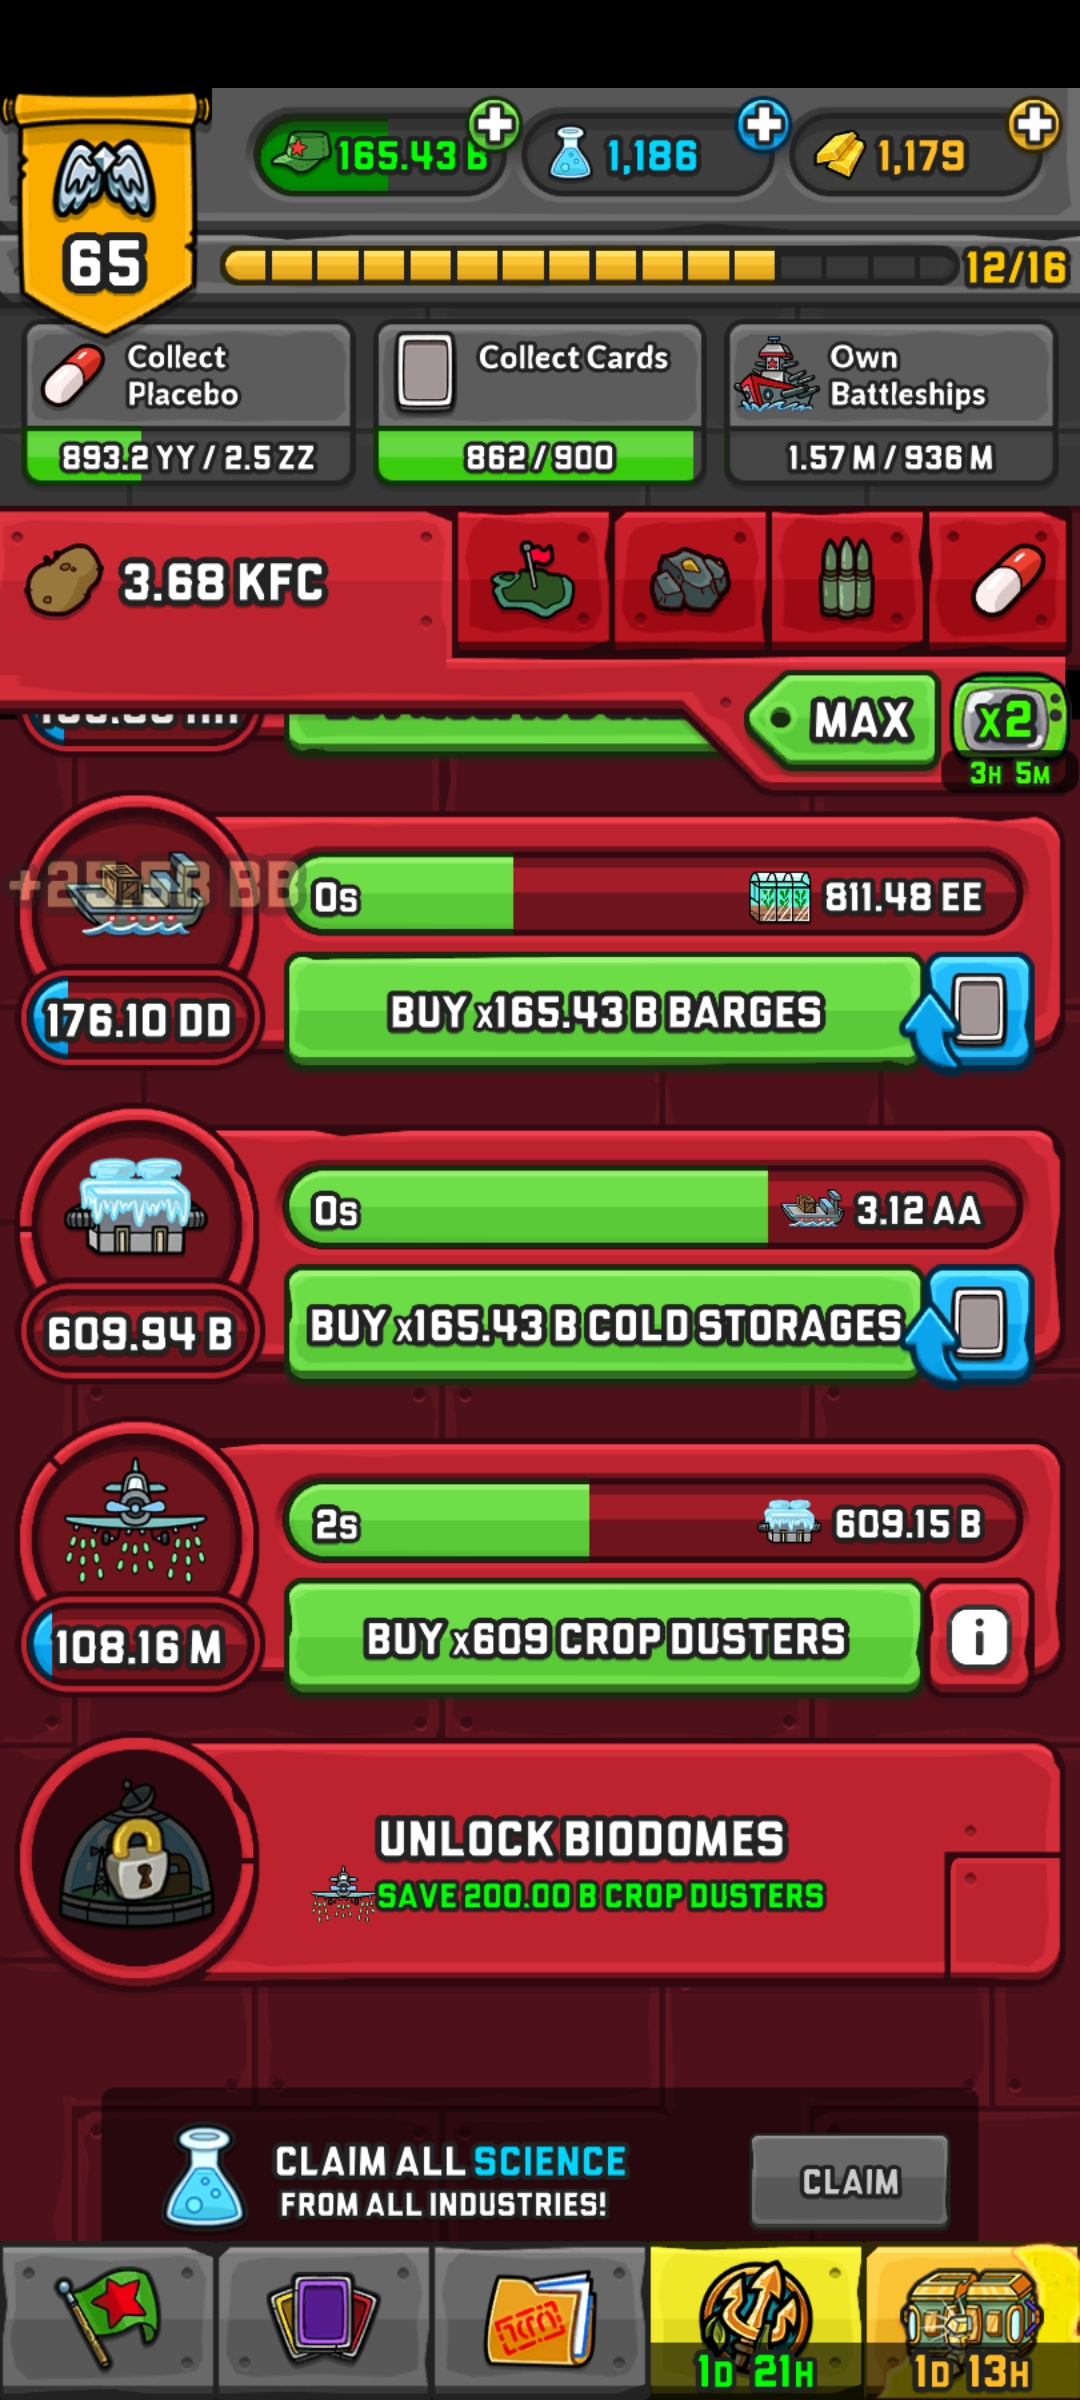 165.43 B
1,186
1,179
65
12/16
Collect
Placebo
Collect Cards
Own
Battleships
893.2 YY / 2.5 ZZ
862/900
1.57 M / 936 M
3.68 KFC
MAX
x2
3H 5M
0s
811.48 EE
176.10 DD
BUY x165.43 B BARGES
0s
3.12 AA
609.94 B
BUY x165.43 B COLD STORAGES
2s
609.15 B
108.16 M
BUY x609 CROP DUSTERS
i
UNLOCK BIODOMES
SAVE 200.00 B CROP DUSTERS
CLAIM ALL SCIENCE
FROM ALL INDUSTRIES!
CLAIM
1D 21H
1D 13H